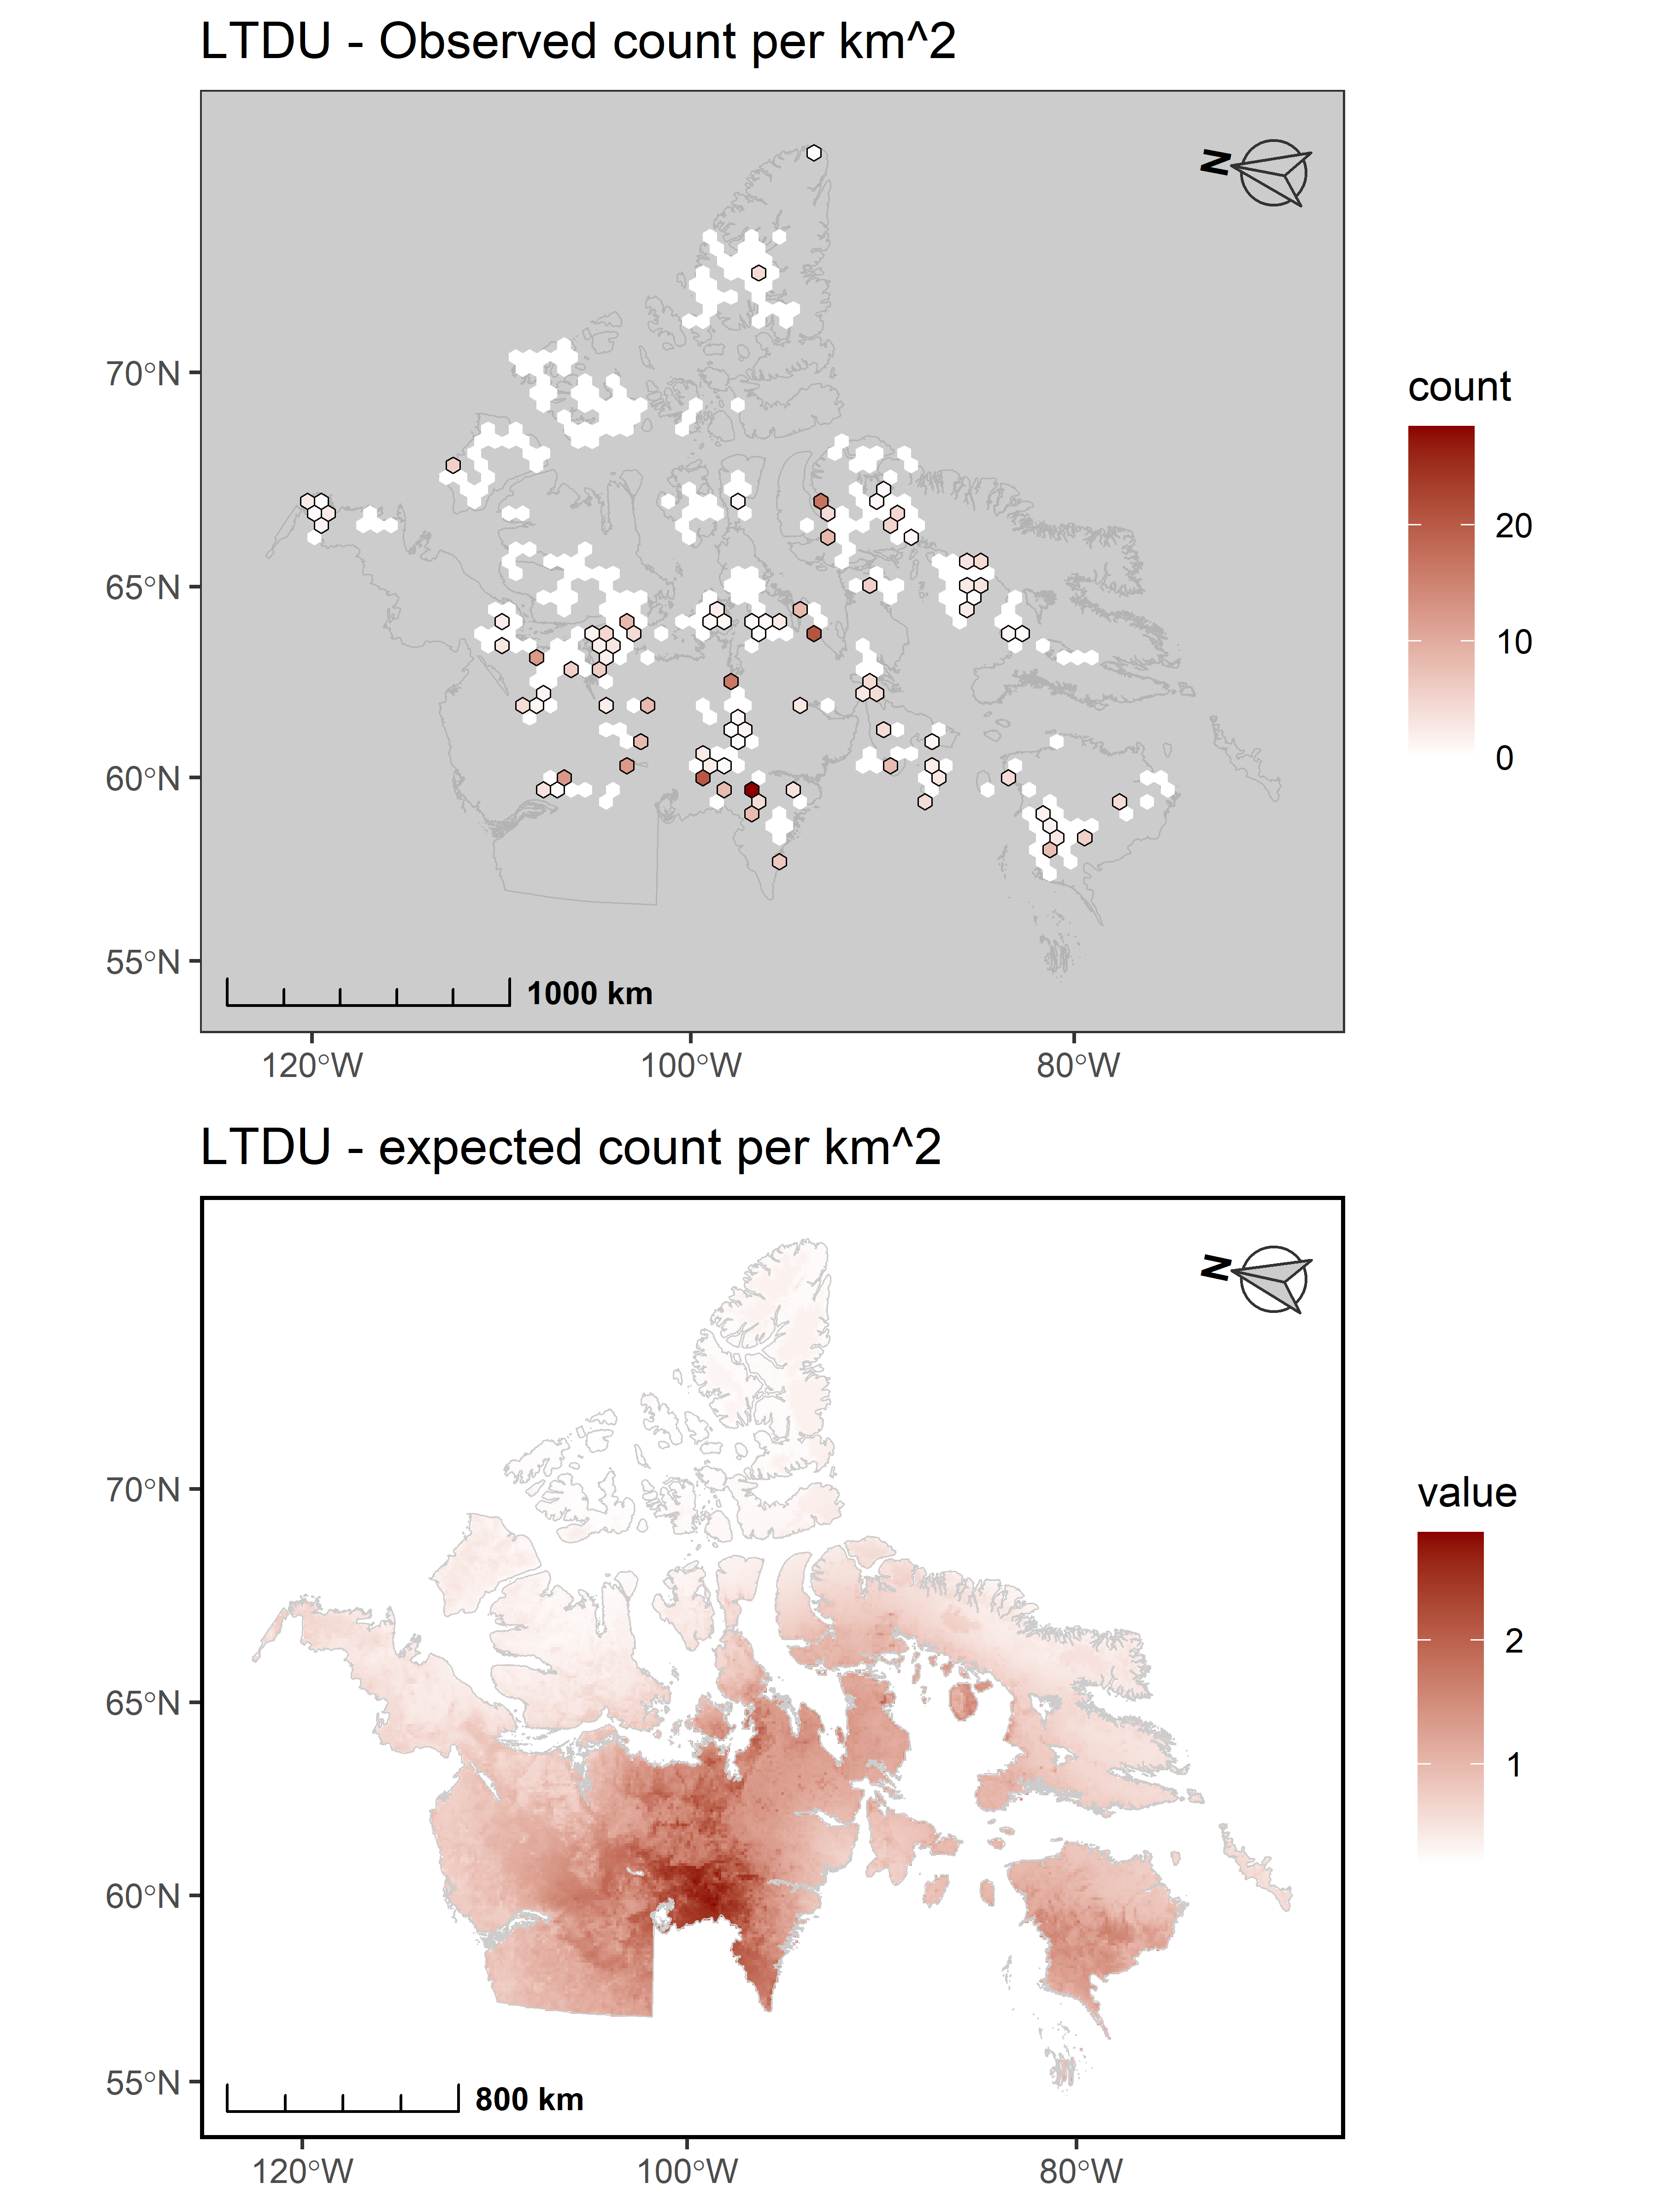 LTDU - Observed count per km^2
N
70°N
65°N
60°N
55°N
1000 km
120°W
100°W
80°W
count
20
10
0
LTDU - expected count per km^2
N
70°N
65°N
60°N
55°N
800 km
120°W
100°W
80°W
value
2
1